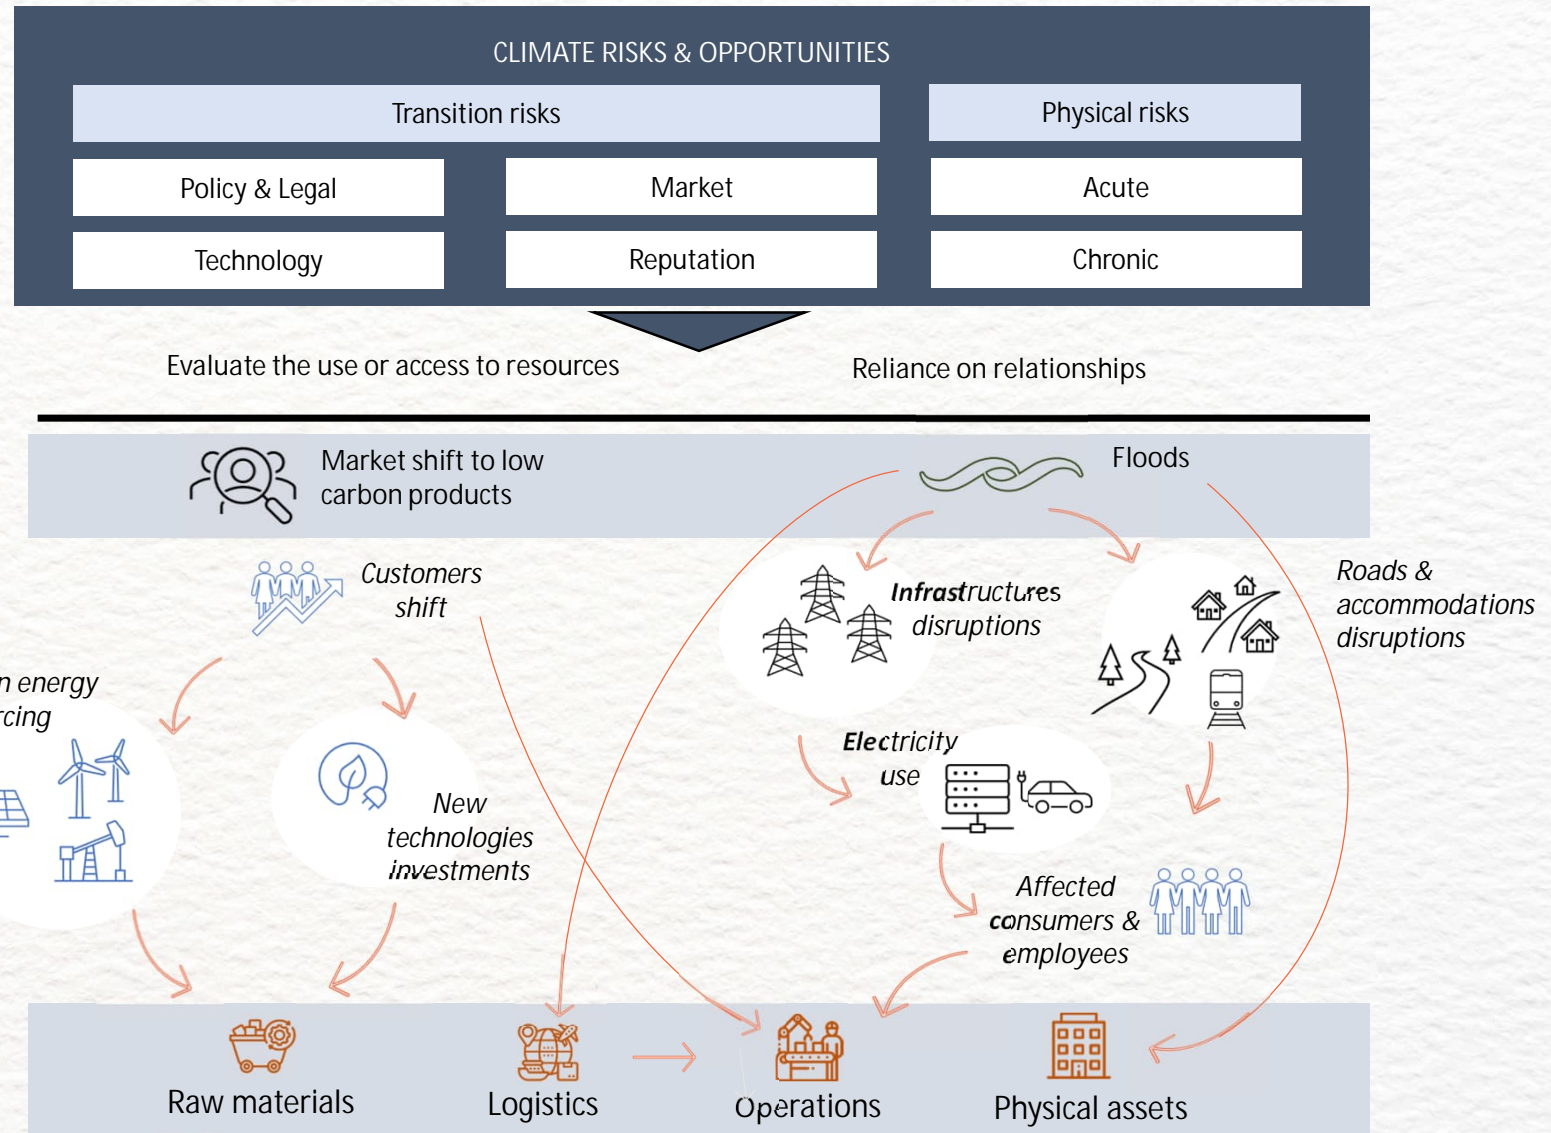 CLIMATE RISKS & OPPORTUNITIES
Transition risks
Physical risks
Policy & Legal
Market
Acute
Technology
Reputation
Chronic
Evaluate the use or access to resources
Reliance on relationships
Market shift to low
carbon products
Floods
Customers
shift
Infrastructures
disruptions
Roads &
accommodations
disruptions
energy
Electricity
use
New
technologies
investments
Affected
consumers &
employees
Raw materials
Logistics
Operations
Physical assets